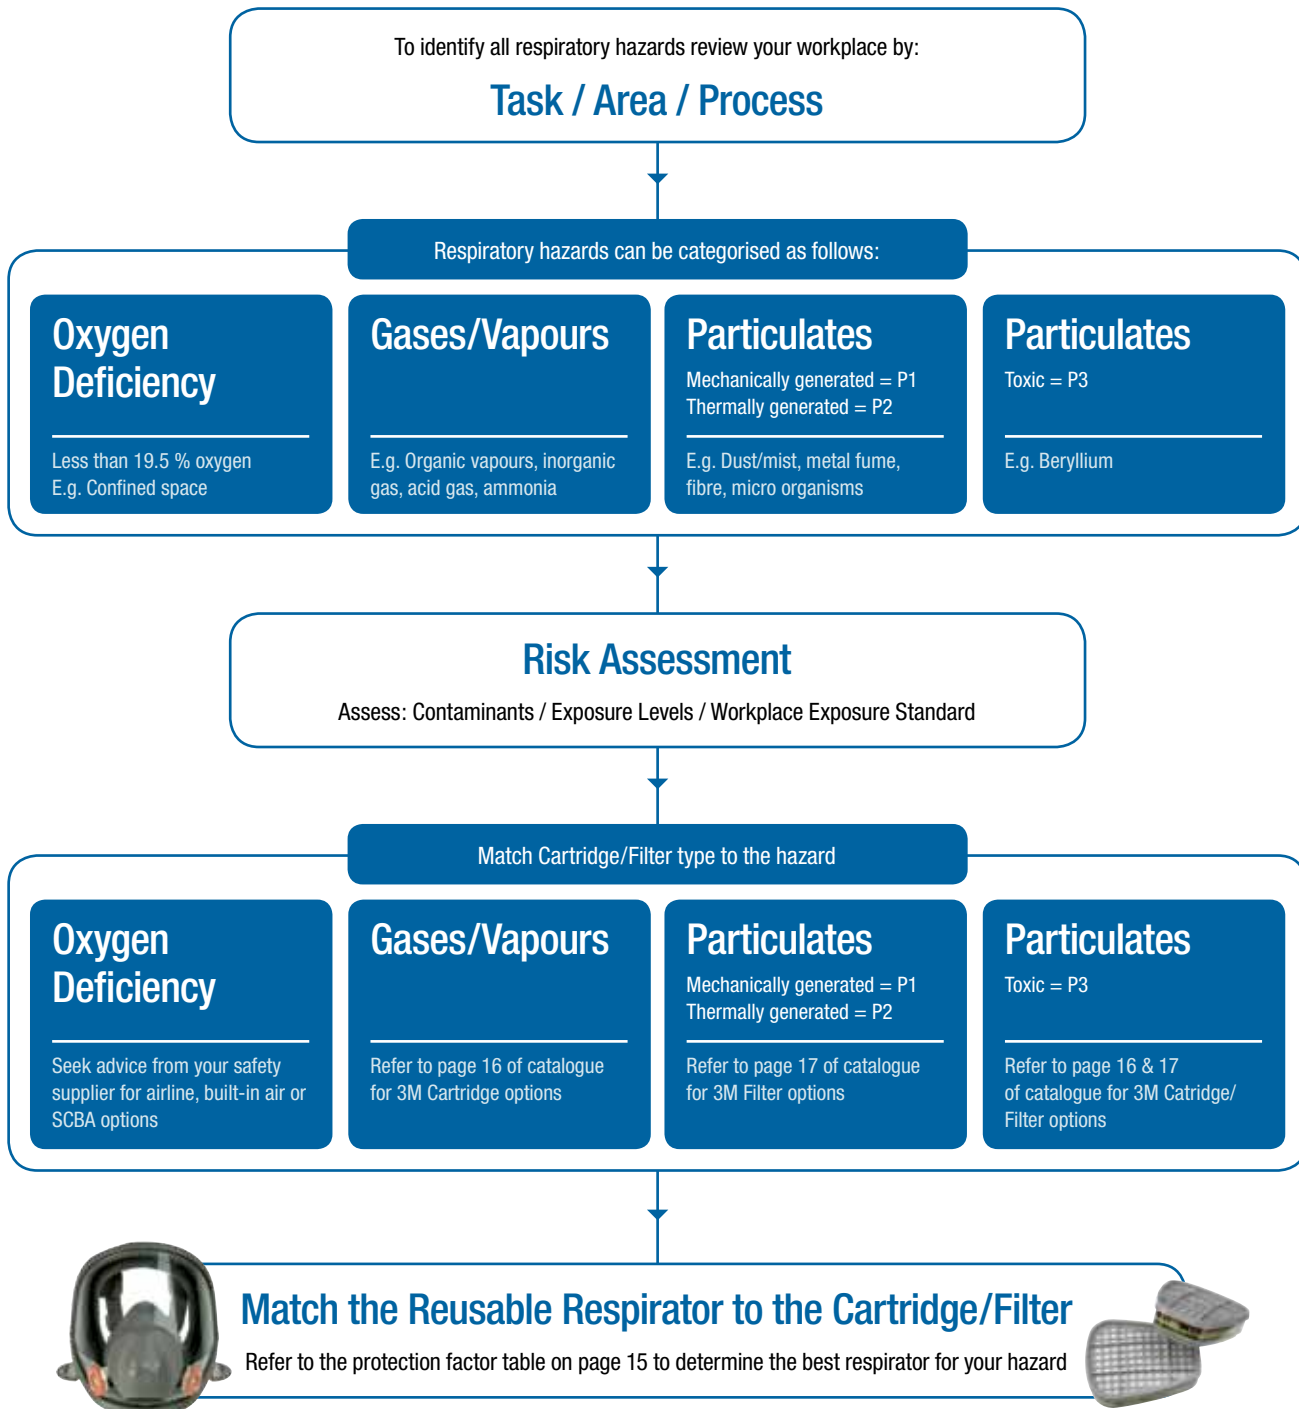 To identify all respiratory hazards review your workplace by:
Task / Area / Process
Respiratory hazards can be categorised as follows:
Oxygen
Deficiency
Less than 19.5 % oxygen
E.g. Confined space
Gases/Vapours
E.g. Organic vapours, inorganic
gas, acid gas, ammonia
Particulates
Mechanically generated = P1
Thermally generated = P2
E.g. Dust/mist, metal fume,
fibre, micro organisms
Particulates
Toxic = P3
E.g. Beryllium
Risk Assessment
Assess: Contaminants / Exposure Levels / Workplace Exposure Standard
Match Cartridge/Filter type to the hazard
Oxygen
Deficiency
Seek advice from your safety
supplier for airline, built-in air or
SCBA options
Gases/Vapours
Refer to page 16 of catalogue
for 3M Cartridge options
Particulates
Mechanically generated = P1
Thermally generated = P2
Refer to page 17 of catalogue
for 3M Filter options
Particulates
Toxic = P3
Refer to page 16 & 17
of catalogue for 3M Catridge/
Filter options
Match the Reusable Respirator to the Cartridge/Filter
Refer to the protection factor table on page 15 to determine the best respirator for your hazard